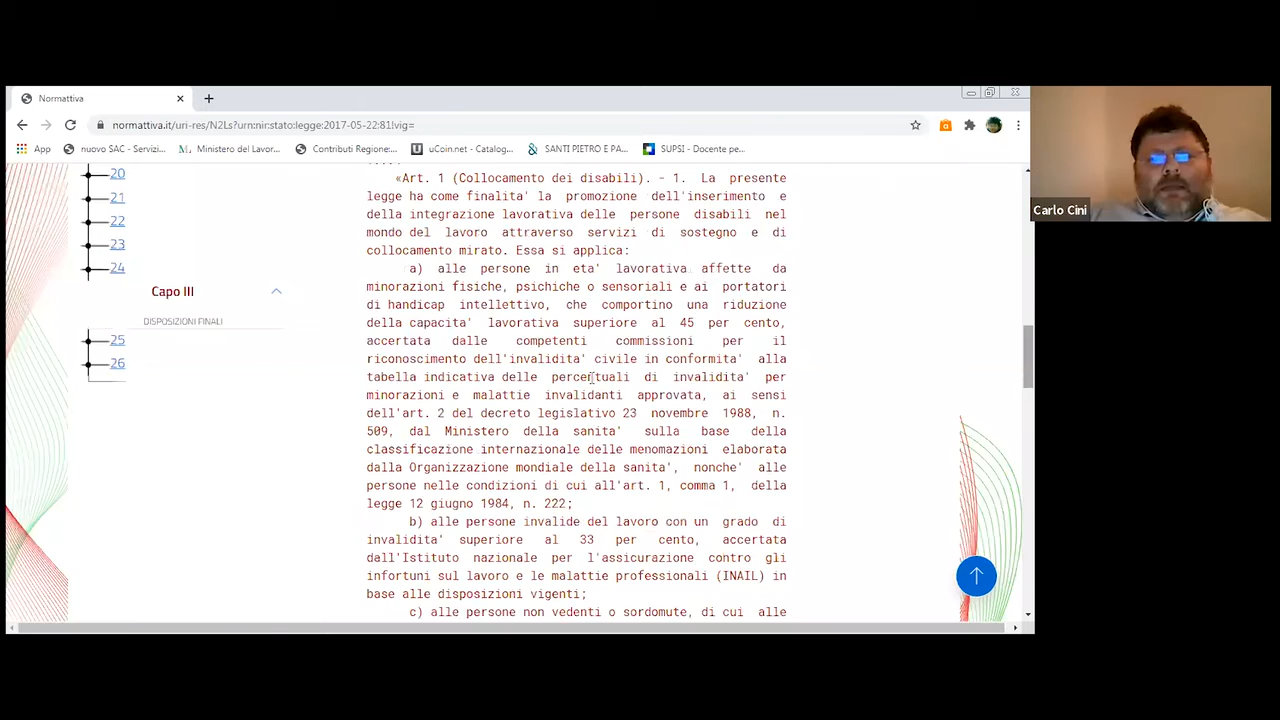 Normattiva
normattiva.it/uri-res/N2Ls?urn:nir:stato:legge:2017-05-22:81!vig=
App
nuovo SAC - Servizi...
Ministero del Lavor...
Contributi Regione:...
uCoin.net - Catalog...
SANTI PIETRO E PA...
SUPSI - Docente pe...
20
21
22
23
24
Capo III
DISPOSIZIONI FINALI
25
26
«Art. 1 (Collocamento dei disabili). - 1. La presente
legge ha come finalita' la promozione dell'inserimento e
della integrazione lavorativa delle persone disabili nel
mondo del lavoro attraverso servizi di sostegno e di
collocamento mirato. Essa si applica:
a) alle persone in eta' lavorativa affette da
minorazioni fisiche, psichiche o sensoriali e ai portatori
di handicap intellettivo, che comportino una riduzione
della capacita' lavorativa superiore al 45 per cento,
accertata dalle competenti commissioni per il
riconoscimento dell'invalidita' civile in conformita' alla
tabella indicativa delle percentuali di invalidita' per
minorazioni e malattie invalidanti approvata, ai sensi
dell'art. 2 del decreto legislativo 23 novembre 1988, n.
509, dal Ministero della sanita' sulla base della
classificazione internazionale delle menomazioni elaborata
dalla Organizzazione mondiale della sanita', nonche' alle
persone nelle condizioni di cui all'art. 1, comma 1, della
legge 12 giugno 1984, n. 222;
b) alle persone invalide del lavoro con un grado di
invalidita' superiore al 33 per cento, accertata
dall'Istituto nazionale per l'assicurazione contro gli
infortuni sul lavoro e le malattie professionali (INAIL) in
base alle disposizioni vigenti;
c) alle persone non vedenti o sordomute, di cui alle
Carlo Cini